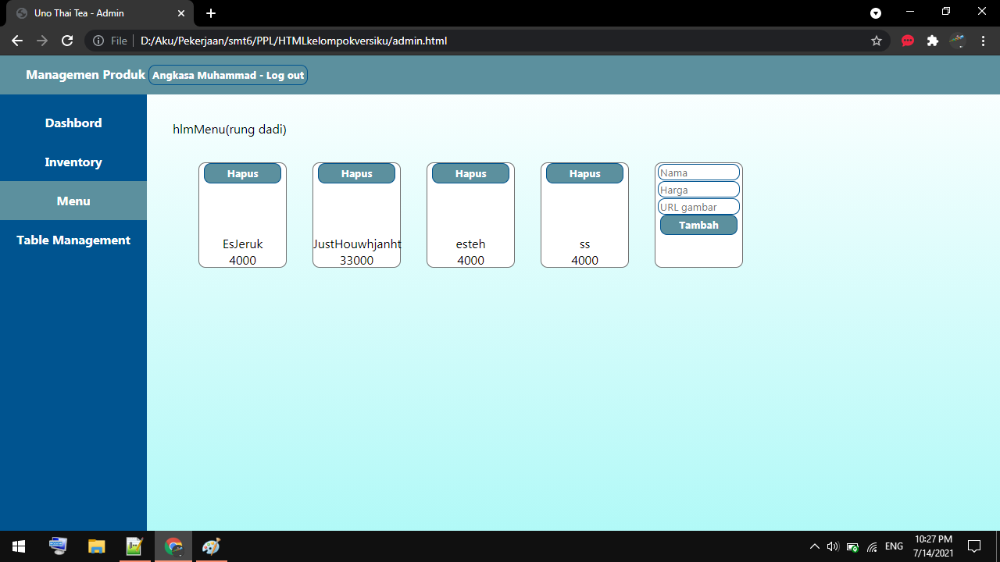 Uno Thai Tea - Admin
File
D:/Aku/Pekerjaan/smt6/PPL/HTMLkelompokversiku/admin.html
Managemen Produk
Angkasa Muhammad - Log out
Dashbord
Inventory
Menu
Table Management
hlmMenu(rung dadi)
Hapus
EsJeruk
4000
Hapus
JustHouwhjanht
33000
Hapus
esteh
4000
Hapus
ss
4000
Nama
Harga
URL gambar
Tambah
ENG
10:27 PM
7/14/2021